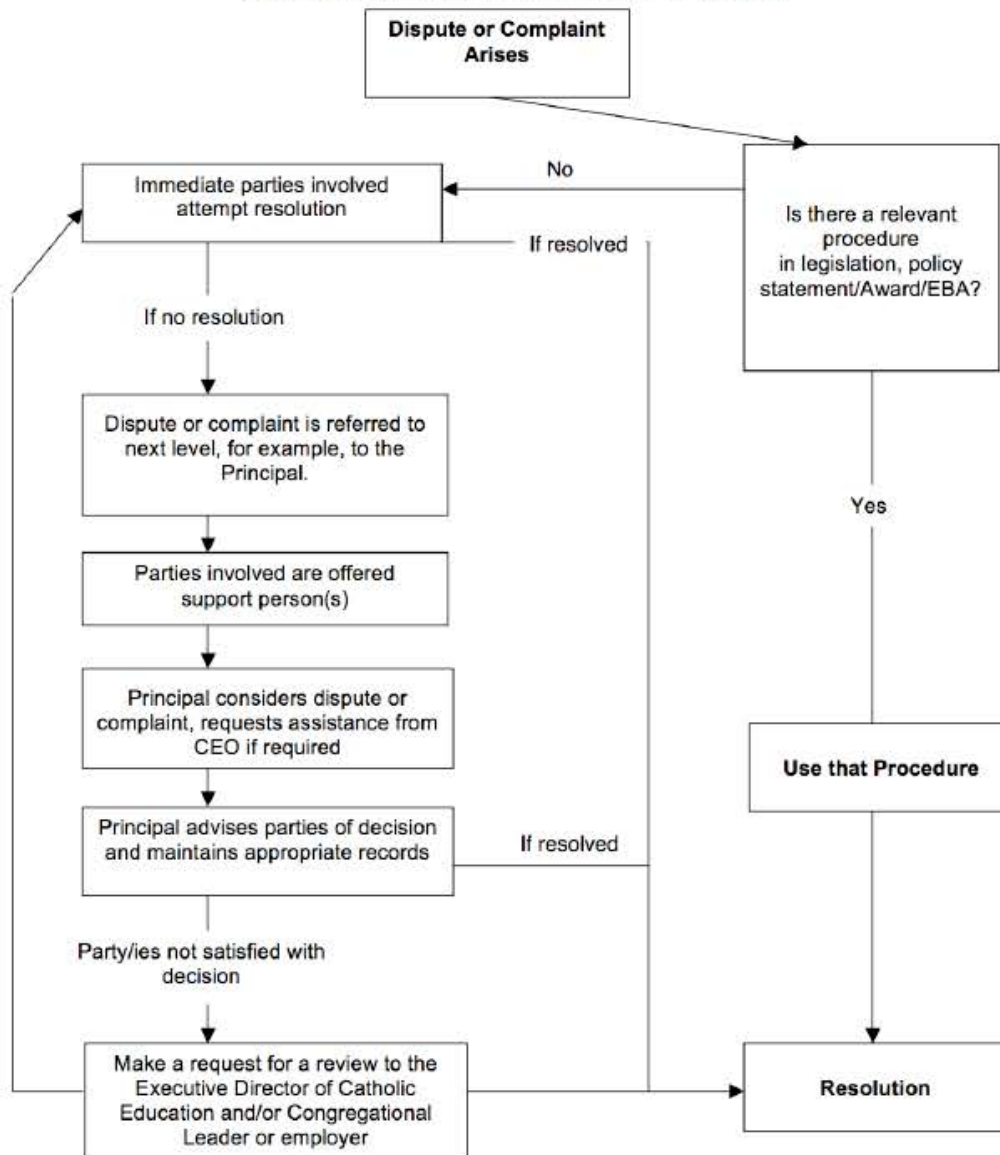 Dispute or Complaint
Arises
No
Immediate parties involved
attempt resolution
Is there a relevant
procedure
in legislation, policy
statement/Award/EBA?
If resolved
If no resolution
Dispute or complaint is referred to
next level, for example, to the
Principal.
Yes
Parties involved are offered
support person(s)
Principal considers dispute or
complaint, requests assistance from
CEO if required
Use that Procedure
Principal advises parties of decision
and maintains appropriate records
If resolved
Party/ies not satisfied with
decision
Make a request for a review to the
Executive Director of Catholic
Education and/or Congregational
Leader or employer
Resolution